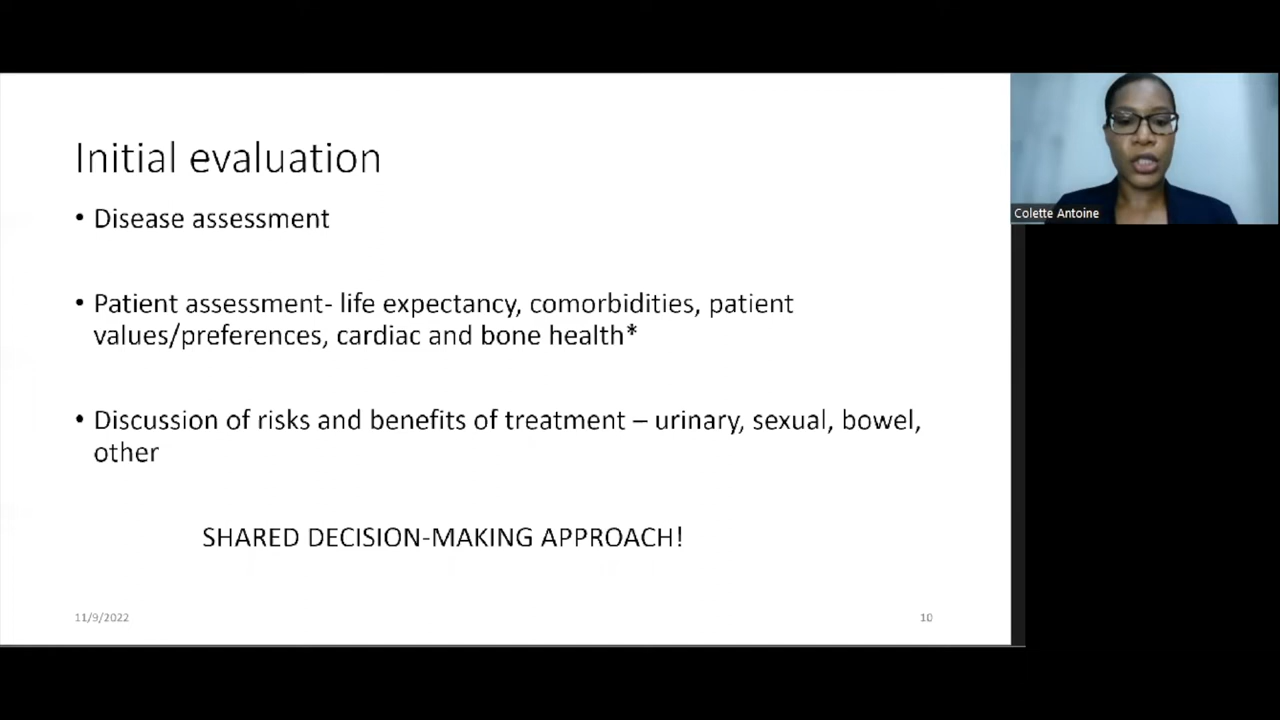 Initial evaluation
• Disease assessment
• Patient assessment- life expectancy, comorbidities, patient
values/preferences, cardiac and bone health*
• Discussion of risks and benefits of treatment – urinary, sexual, bowel,
other
SHARED DECISION-MAKING APPROACH!
11/9/2022
10
Colette Antoine